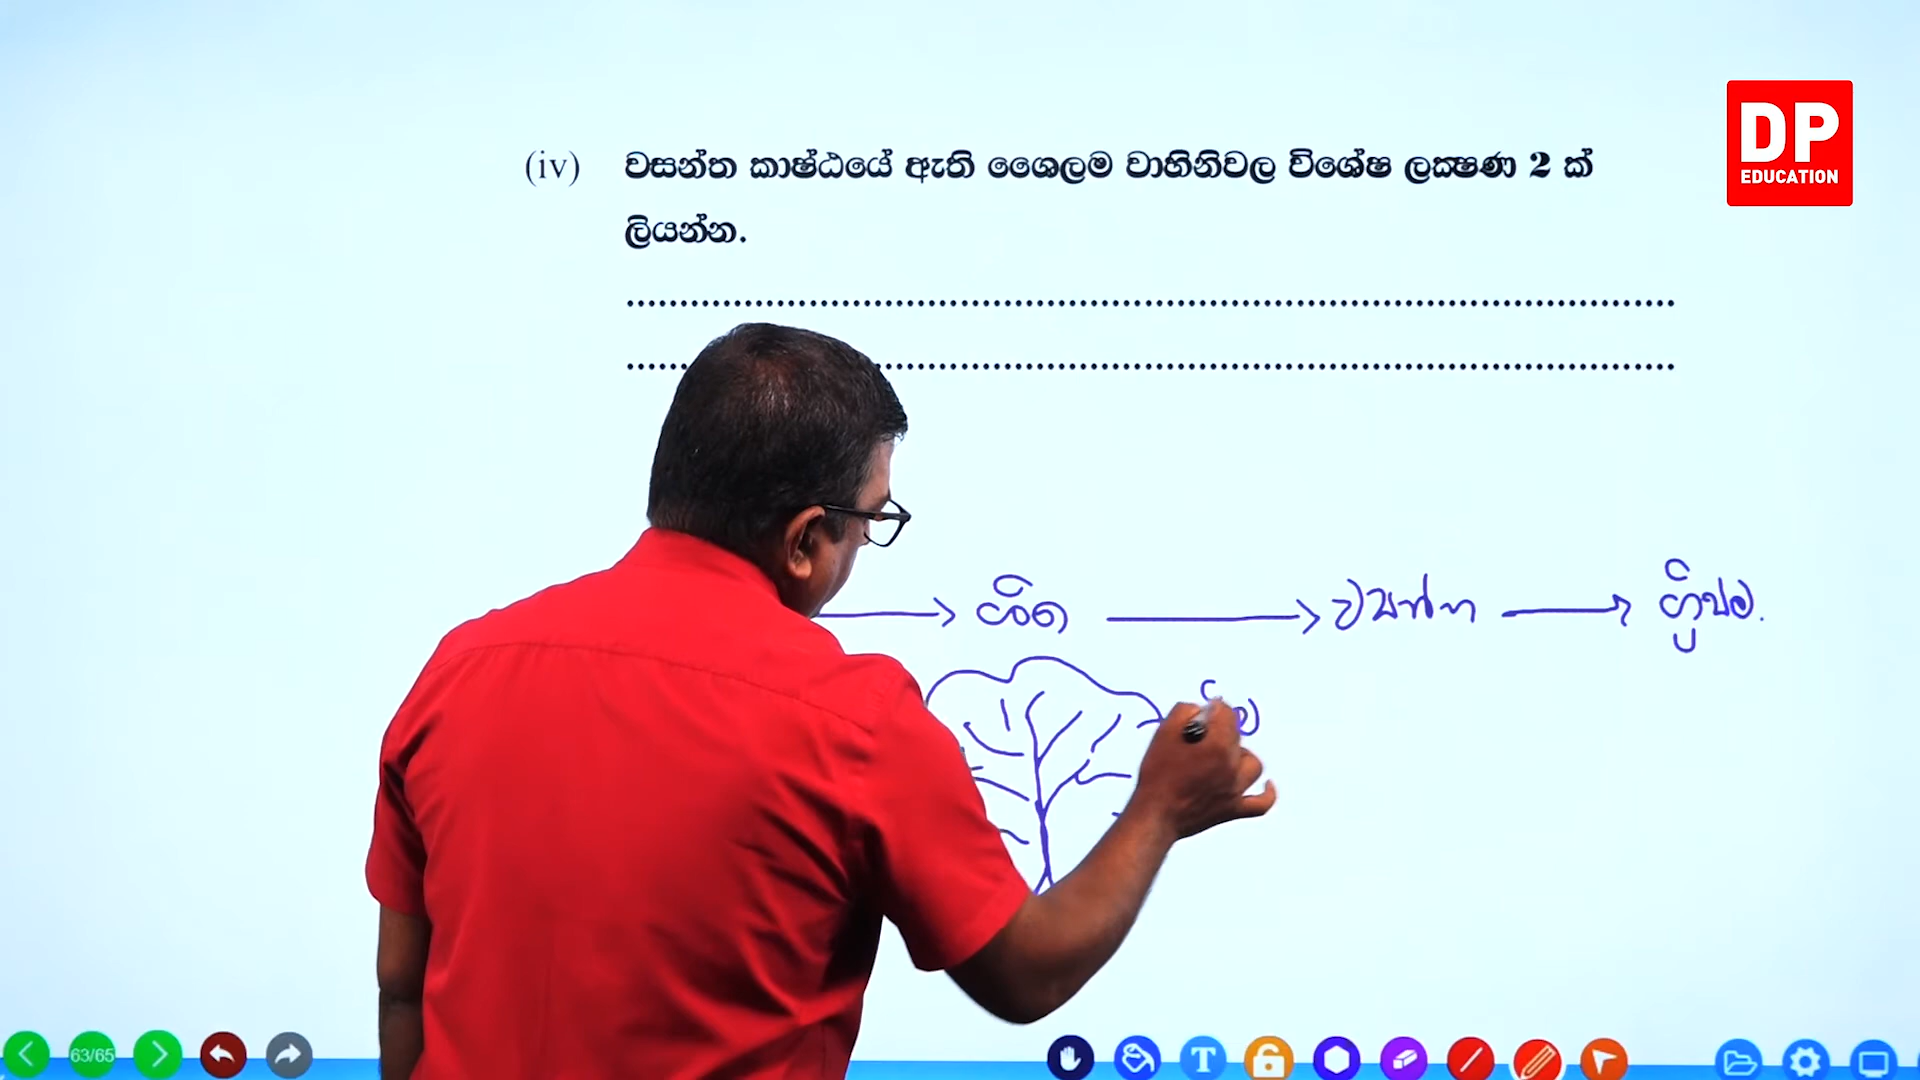 DP
EDUCATION
(iv) වසන්ත කාෂ්ඨයේ ඇති ශෛලම වාහිනිවල විශේෂ ලක්‍ෂණ 2 ක්
ලියන්න.
වසන්ත
63/65
T